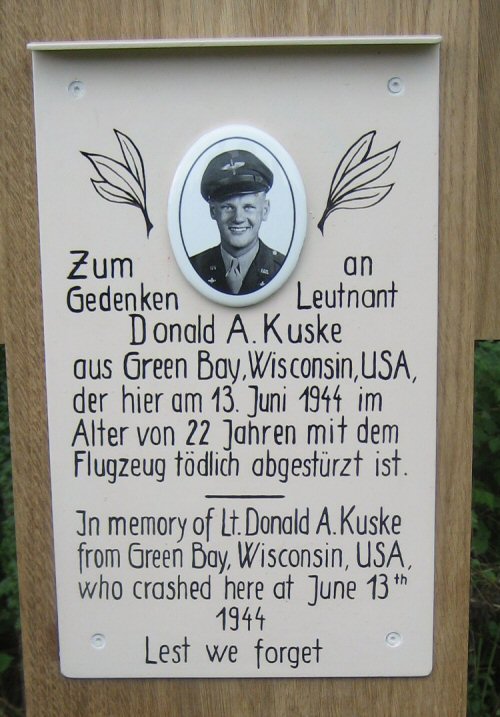 Zum an
Gedenken Leutnant
Donald A. Kuske
aus Green Bay, Wisconsin, USA,
der hier am 13. Juni 1944 im
Alter von 22 Jahren mit dem
Flugzeug tödlich abgestürzt ist.
In memory of Lt. Donald A. Kuske
from Green Bay, Wisconsin, USA,
who crashed here at June 13th
1944
Lest we forget